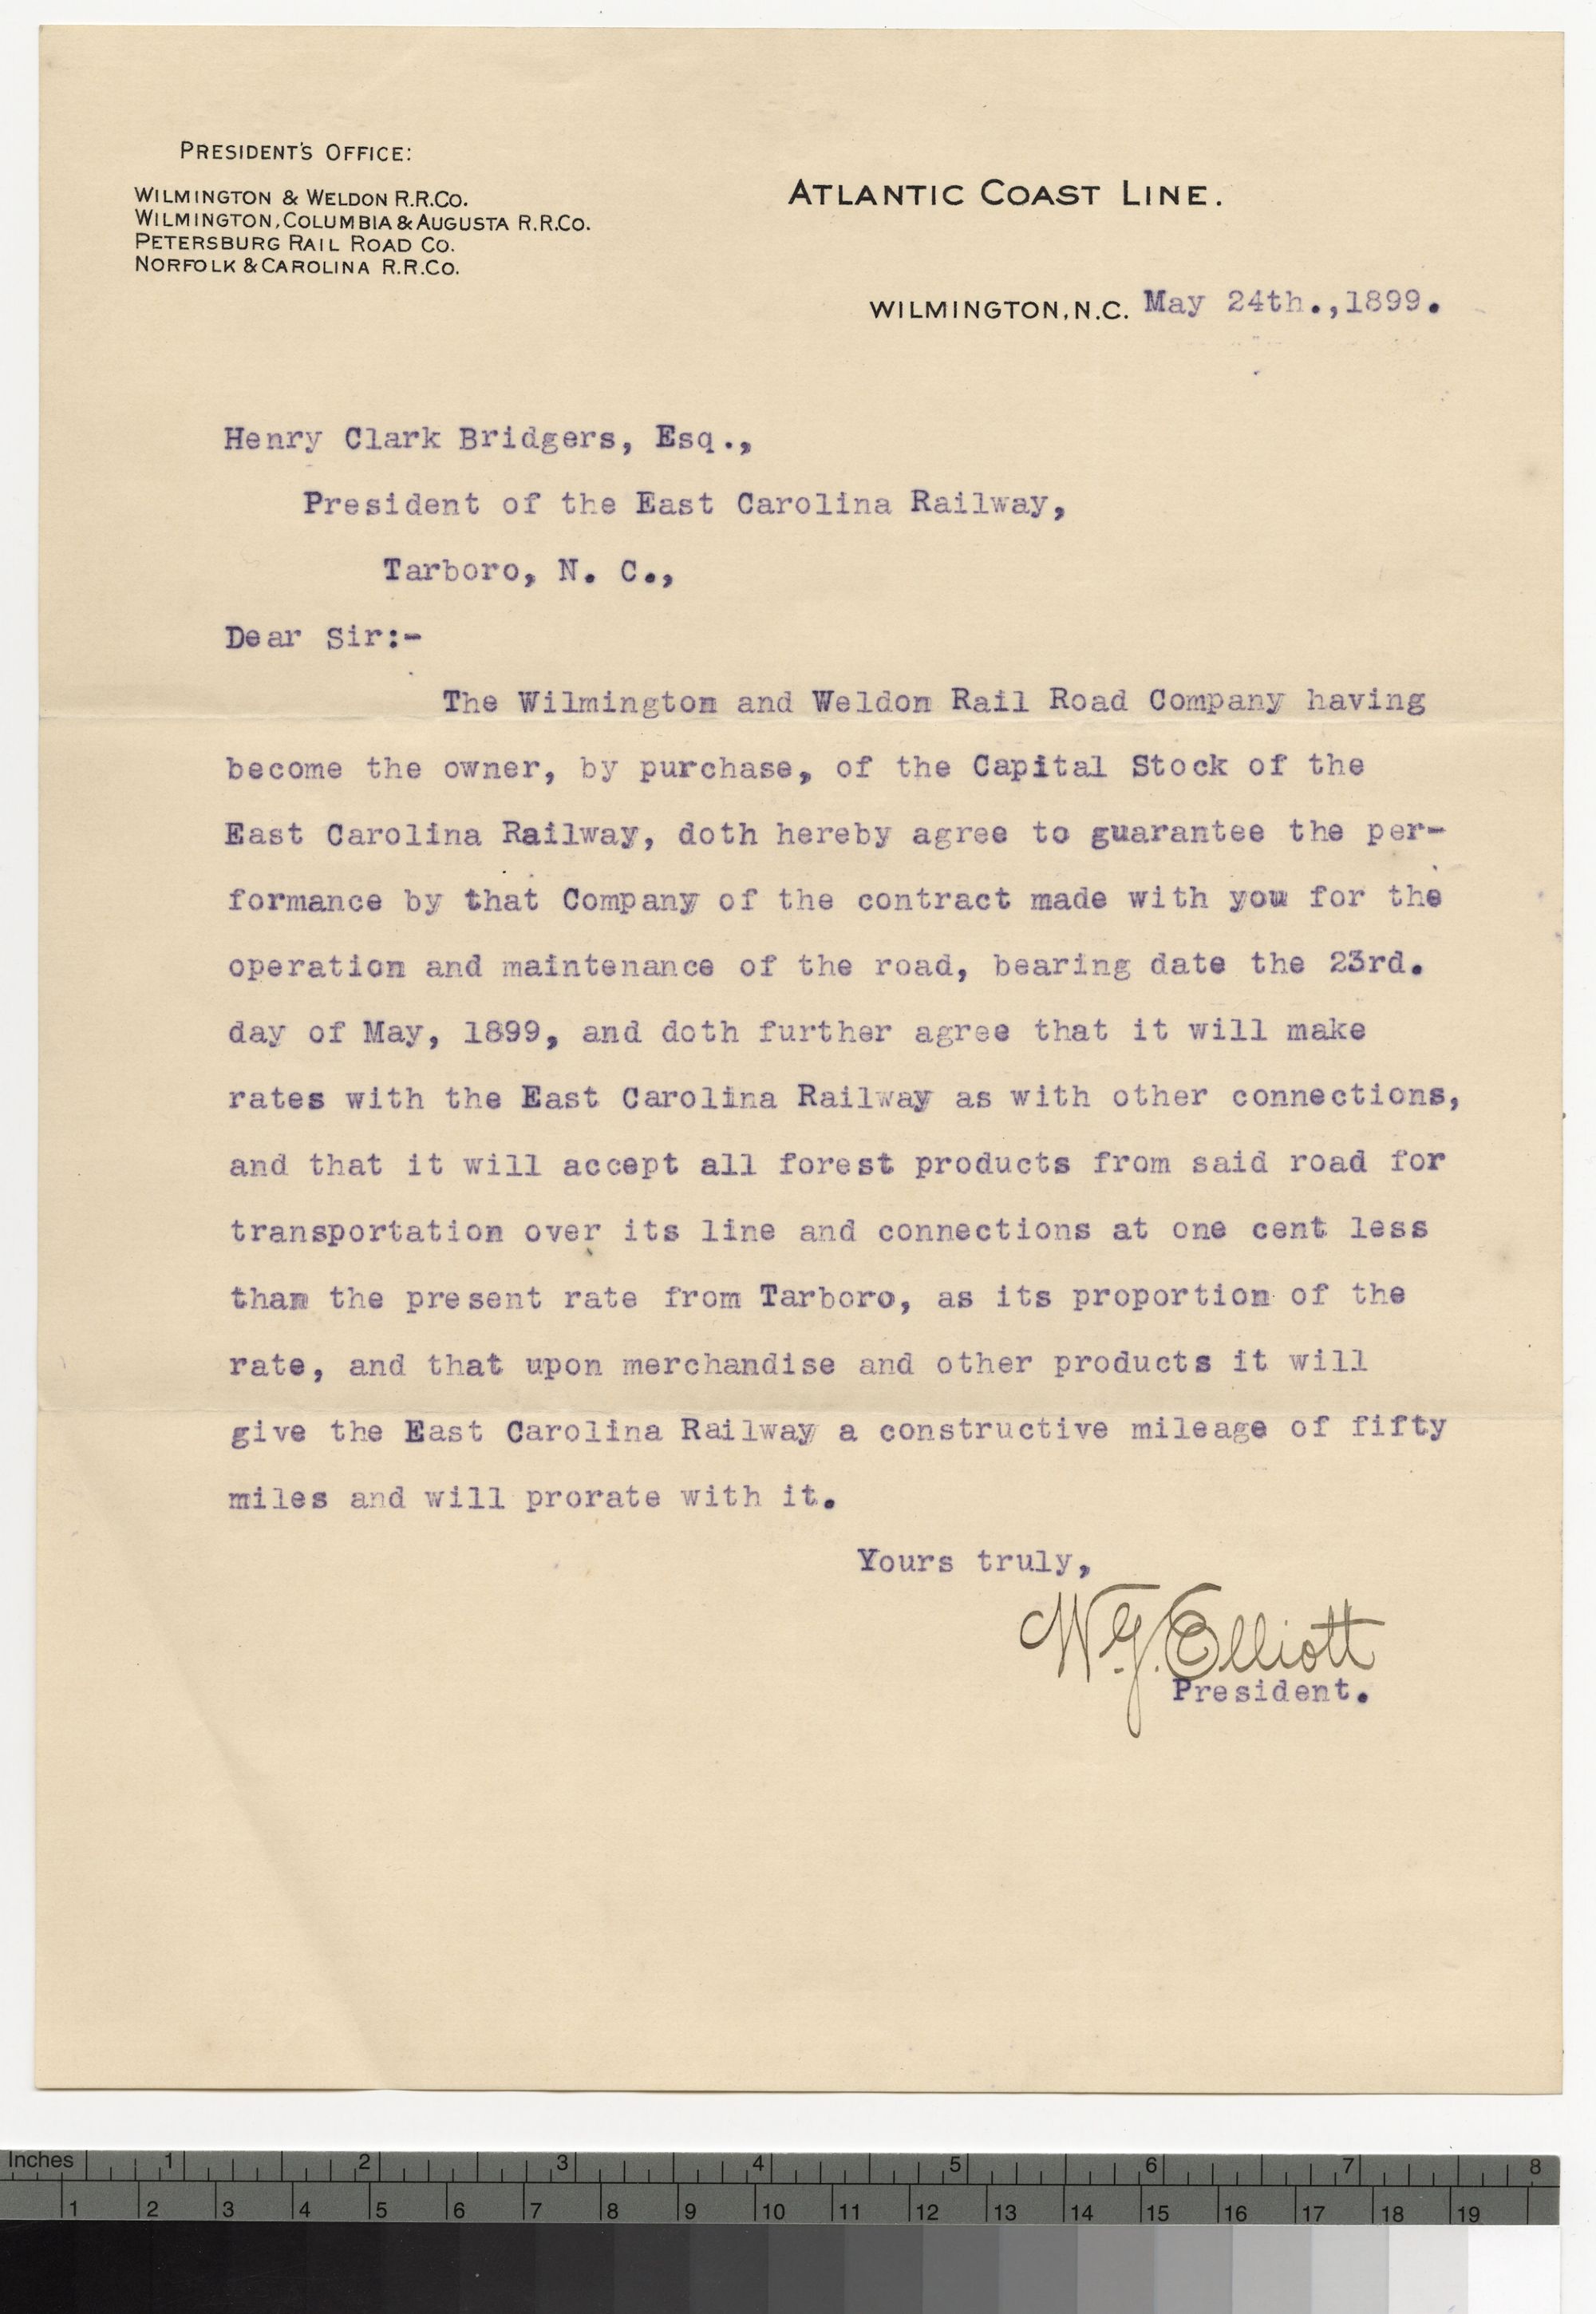 PRESIDENT'S OFFICE:
WILMINGTON & WELDON R.R.CO.
WILMINGTON, COLUMBIA & AUGUSTA R.R.CO.
PETERSBURG RAIL ROAD CO.
NORFOLK & CAROLINA R.R.CO.
ATLANTIC COAST LINE.
WILMINGTON, N.C. May 24th.,1899.
Henry Clark Bridgers, Esq.,
President of the East Carolina Railway,
Tarboro, N. C.,
Dear Sir:-
The Wilmington and Weldon Rail Road Company having
become the owner, by purchase, of the Capital Stock of the
East Carolina Railway, doth hereby agree to guarantee the per-
formance by that Company of the contract made with you for the
operation and maintenance of the road, bearing date the 23rd.
day of May, 1899, and doth further agree that it will make
rates with the East Carolina Railway as with other connections,
and that it will accept all forest products from said road for
transportation over its line and connections at one cent less
than the present rate from Tarboro, as its proportion of the
rate, and that upon merchandise and other products it will
give the East Carolina Railway a constructive mileage of fifty
miles and will prorate with it.
Yours truly,
W.G. Elliott
President.
Inches 1 2 3 4 5 6 7 8
1 2 3 4 5 6 7 8 9 10 11 12 13 14 15 16 17 18 19